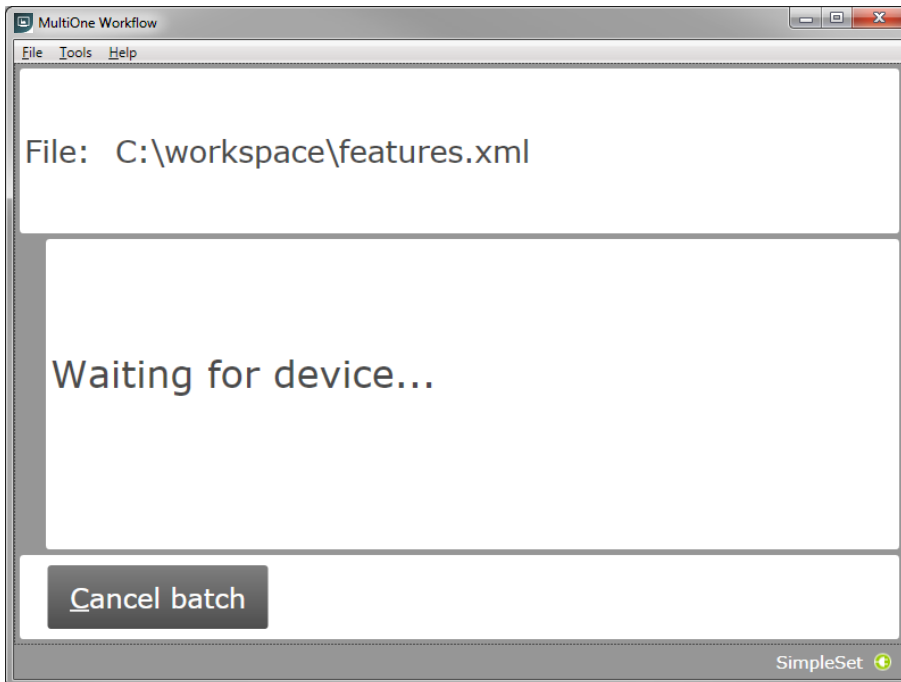 MultiOne Workflow
File Tools Help
File: C:\workspace\features.xml
Waiting for device...
Cancel batch
SimpleSet